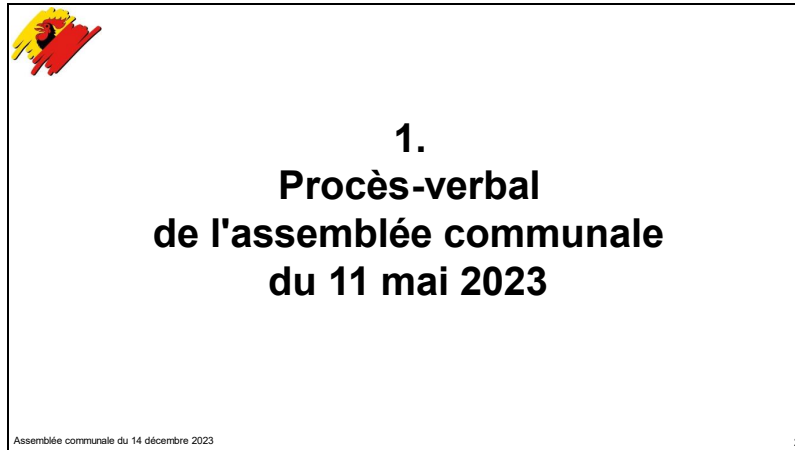 1.
Procès-verbal
de l'assemblée communale
du 11 mai 2023
Assemblée communale du 14 décembre 2023